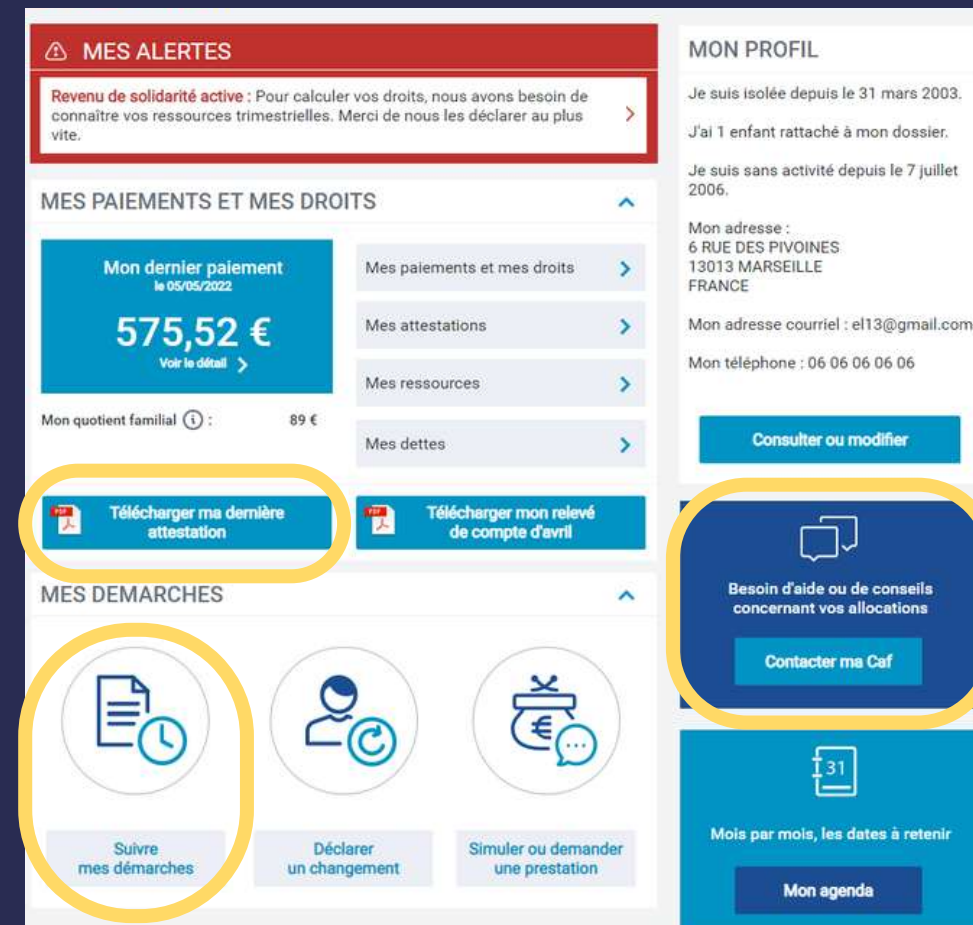 MES ALERTES
Revenu de solidarité active : Pour calculer vos droits, nous avons besoin de
connaître vos ressources trimestrielles. Merci de nous les déclarer au plus
vite.
MES PAIEMENTS ET MES DROITS
Mon dernier paiement
le 05/05/2022
575,52 €
Voir le détail
Mon quotient familial i : 89 €
Mes paiements et mes droits
Mes attestations
Mes ressources
Mes dettes
PDF
Télécharger ma dernière
attestation
PDF
Télécharger mon relevé
de compte d'avril
MES DEMARCHES
Suivre
mes démarches
Déclarer
un changement
€
Simuler ou demander
une prestation
MON PROFIL
Je suis isolée depuis le 31 mars 2003.
J'ai 1 enfant rattaché à mon dossier.
Je suis sans activité depuis le 7 juillet
2006.
Mon adresse :
6 RUE DES PIVOINES
13013 MARSEILLE
FRANCE
Mon adresse courriel : el13@gmail.com
Mon téléphone : 06 06 06 06 06
Consulter ou modifier
Besoin d'aide ou de conseils
concernant vos allocations
Contacter ma Caf
31
Mois par mois, les dates à retenir
Mon agenda